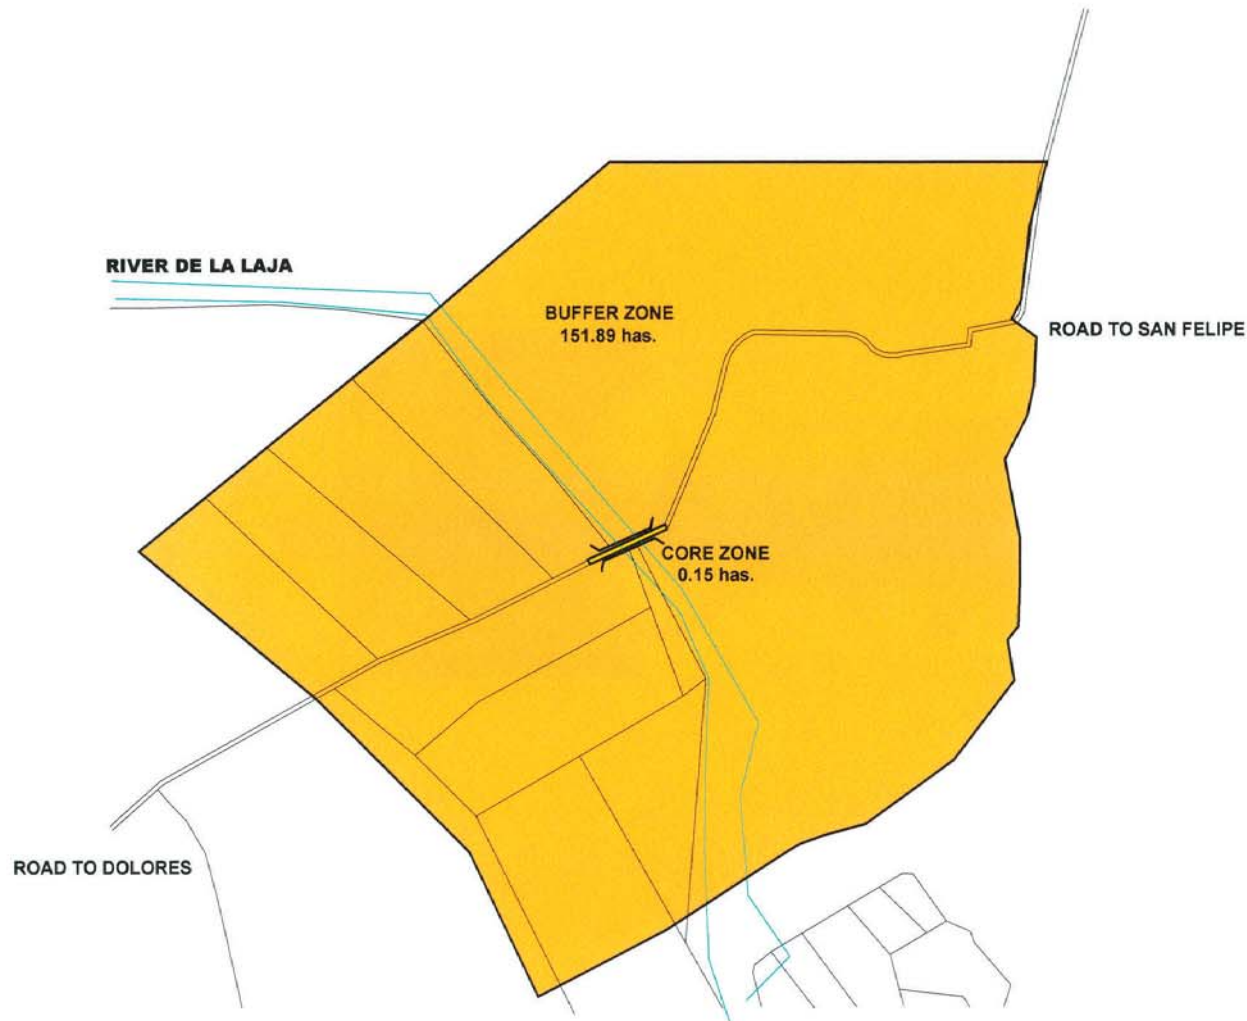 RIVER DE LA LAJA
BUFFER ZONE
151.89 has.
ROAD TO SAN FELIPE
CORE ZONE
0.15 has.
ROAD TO DOLORES